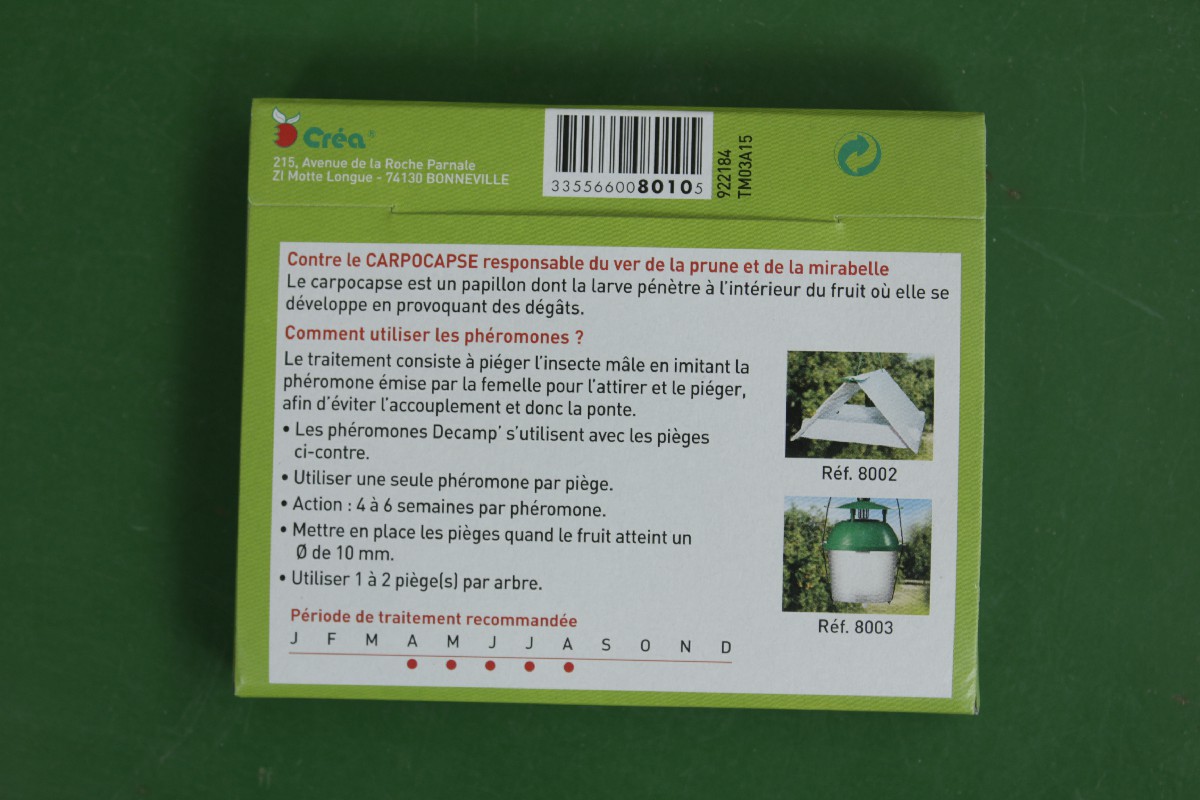 Créa®
215, Avenue de la Roche Parnale
ZI Motte Longue - 74130 BONNEVILLE
3355660080105
922184
TM03A15
Contre le CARPOCAPSE responsable du ver de la prune et de la mirabelle
Le carpocapse est un papillon dont la larve pénètre à l'intérieur du fruit où elle se
développe en provoquant des dégâts.
Comment utiliser les phéromones ?
Le traitement consiste à piéger l'insecte mâle en imitant la
phéromone émise par la femelle pour l'attirer et le piéger,
afin d'éviter l'accouplement et donc la ponte.
• Les phéromones Decamp' s'utilisent avec les pièges
ci-contre.
• Utiliser une seule phéromone par piège.
• Action : 4 à 6 semaines par phéromone.
• Mettre en place les pièges quand le fruit atteint un
Ø de 10 mm.
• Utiliser 1 à 2 piège(s) par arbre.
Réf. 8002
Réf. 8003
Période de traitement recommandée
J F M A M J J A S O N D